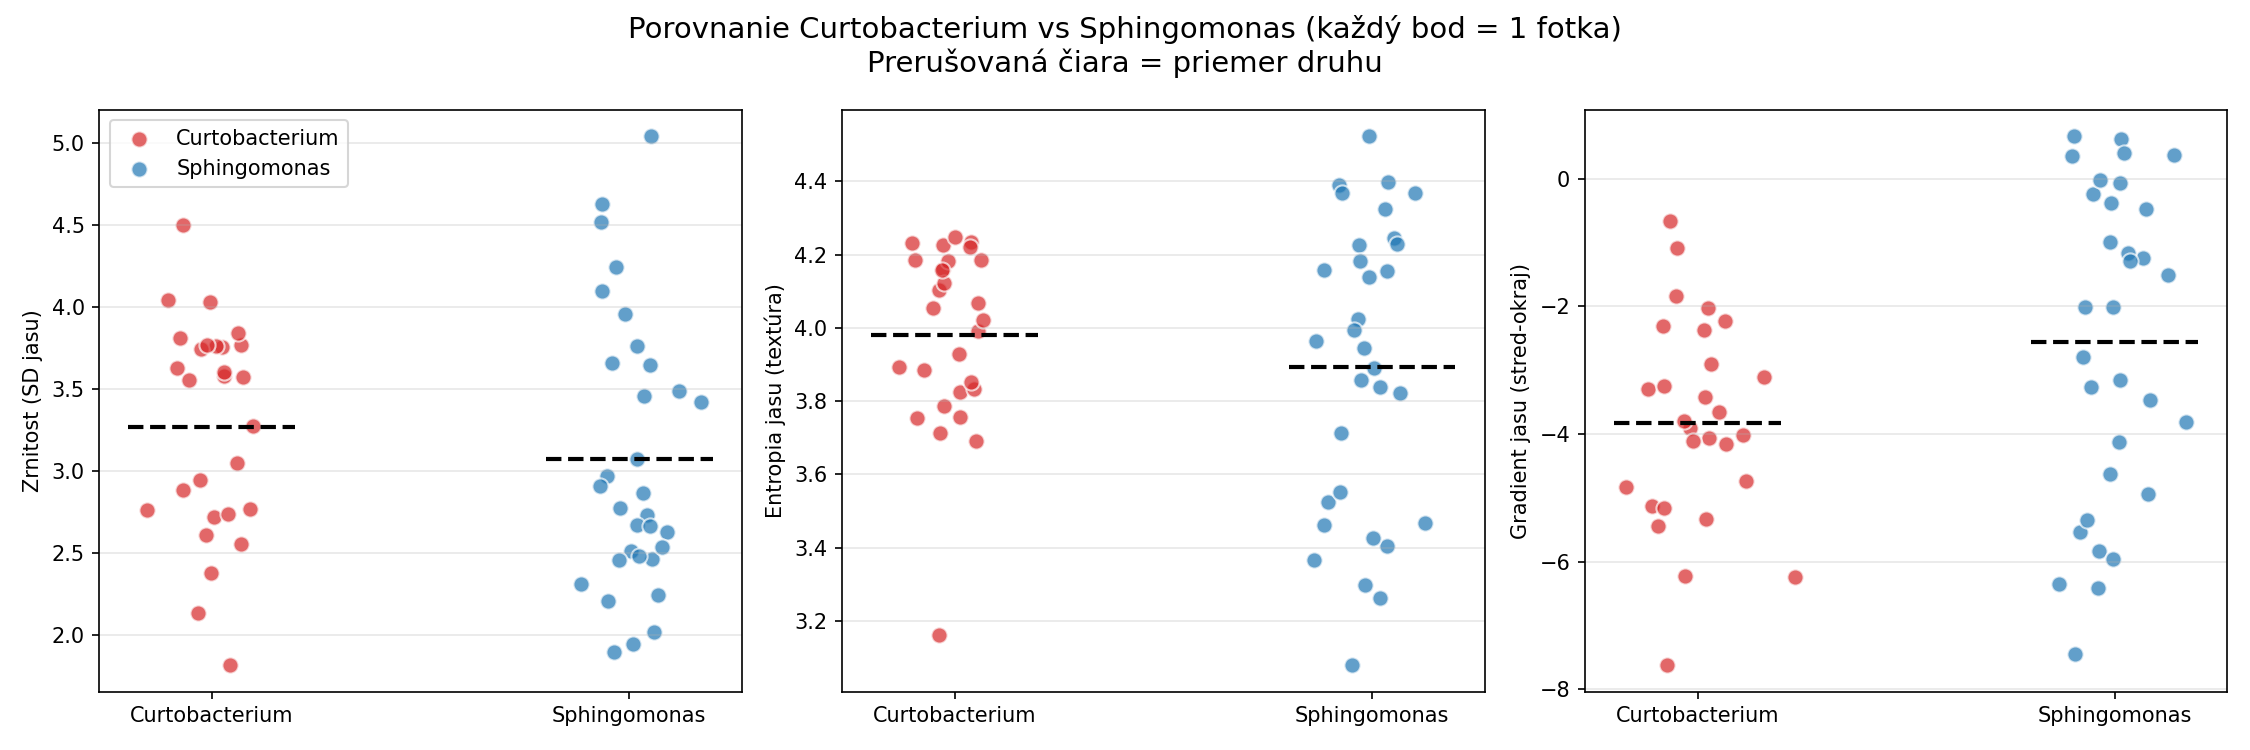 Porovnanie Curtobacterium vs Sphingomonas (každý bod = 1 fotka)
Prerušovaná čiara = priemer druhu
Zrnitost (SD jasu)
5.0
4.5
4.0
3.5
3.0
2.5
2.0
Curtobacterium
Sphingomonas
Curtobacterium
Sphingomonas
Entropia jasu (textúra)
4.4
4.2
4.0
3.8
3.6
3.4
3.2
Curtobacterium
Sphingomonas
Gradient jasu (stred-okraj)
0
−2
−4
−6
−8
Curtobacterium
Sphingomonas